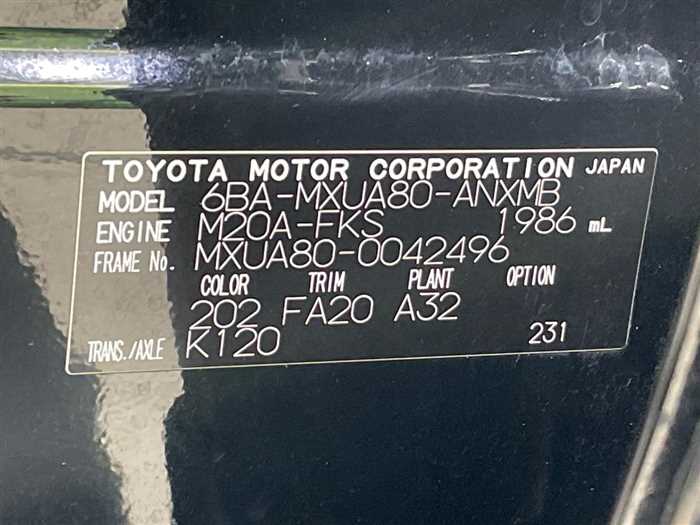 TOYOTA MOTOR CORPORATION JAPAN
MODEL 6BA-MXUA80-ANXMB
ENGINE M20A-FKS 1986 mL
FRAME No. MXUA80-0042496
COLOR TRIM PLANT OPTION
202 FA20 A32
TRANS./AXLE K120 231